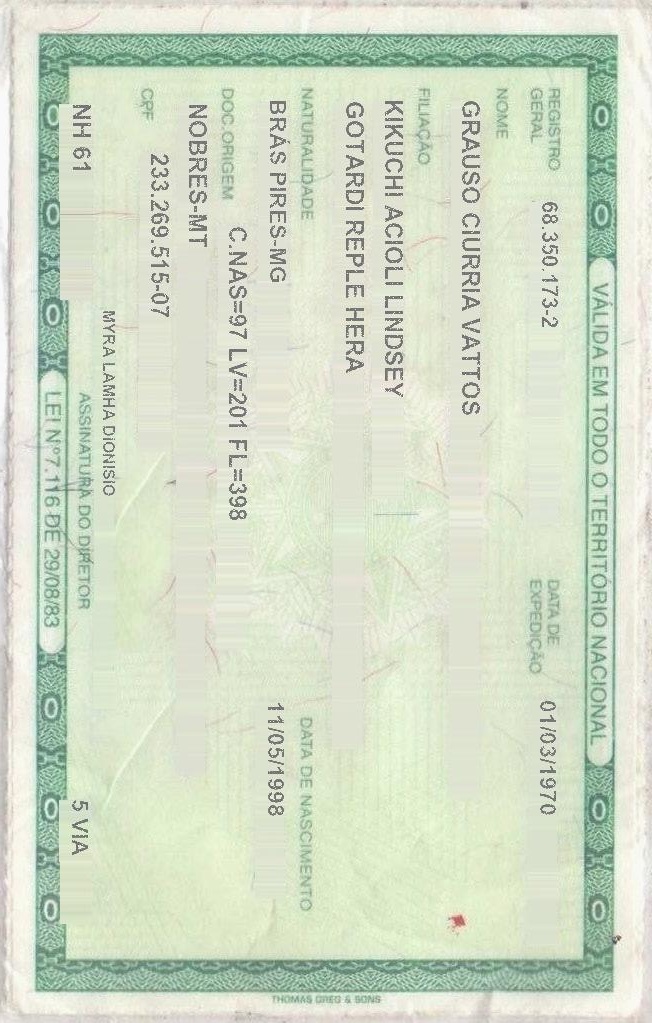 VÁLIDA EM TODO O TERRITÓRIO NACIONAL
REGISTRO GERAL 68.350.173-2 DATA DE EXPEDIÇÃO 01/03/1970
NOME
GRAUSO CIURRIA VATTOS
FILIAÇÃO
KIKUCHI ACIOLI LINDSEY
GOTARDI REPLE HERA
NATURALIDADE DATA DE NASCIMENTO
BRÁS PIRES-MG 11/05/1998
DOC.ORIGEM C.NAS=97 LV=201 FL=398
NOBRES-MT
CPF 233.269.515-07
MYRA LAMHA DIONISIO
NH 61 ASSINATURA DO DIRETOR 5 VIA
LEI Nº7.116 DE 29/08/83
THOMAS GREG & SONS